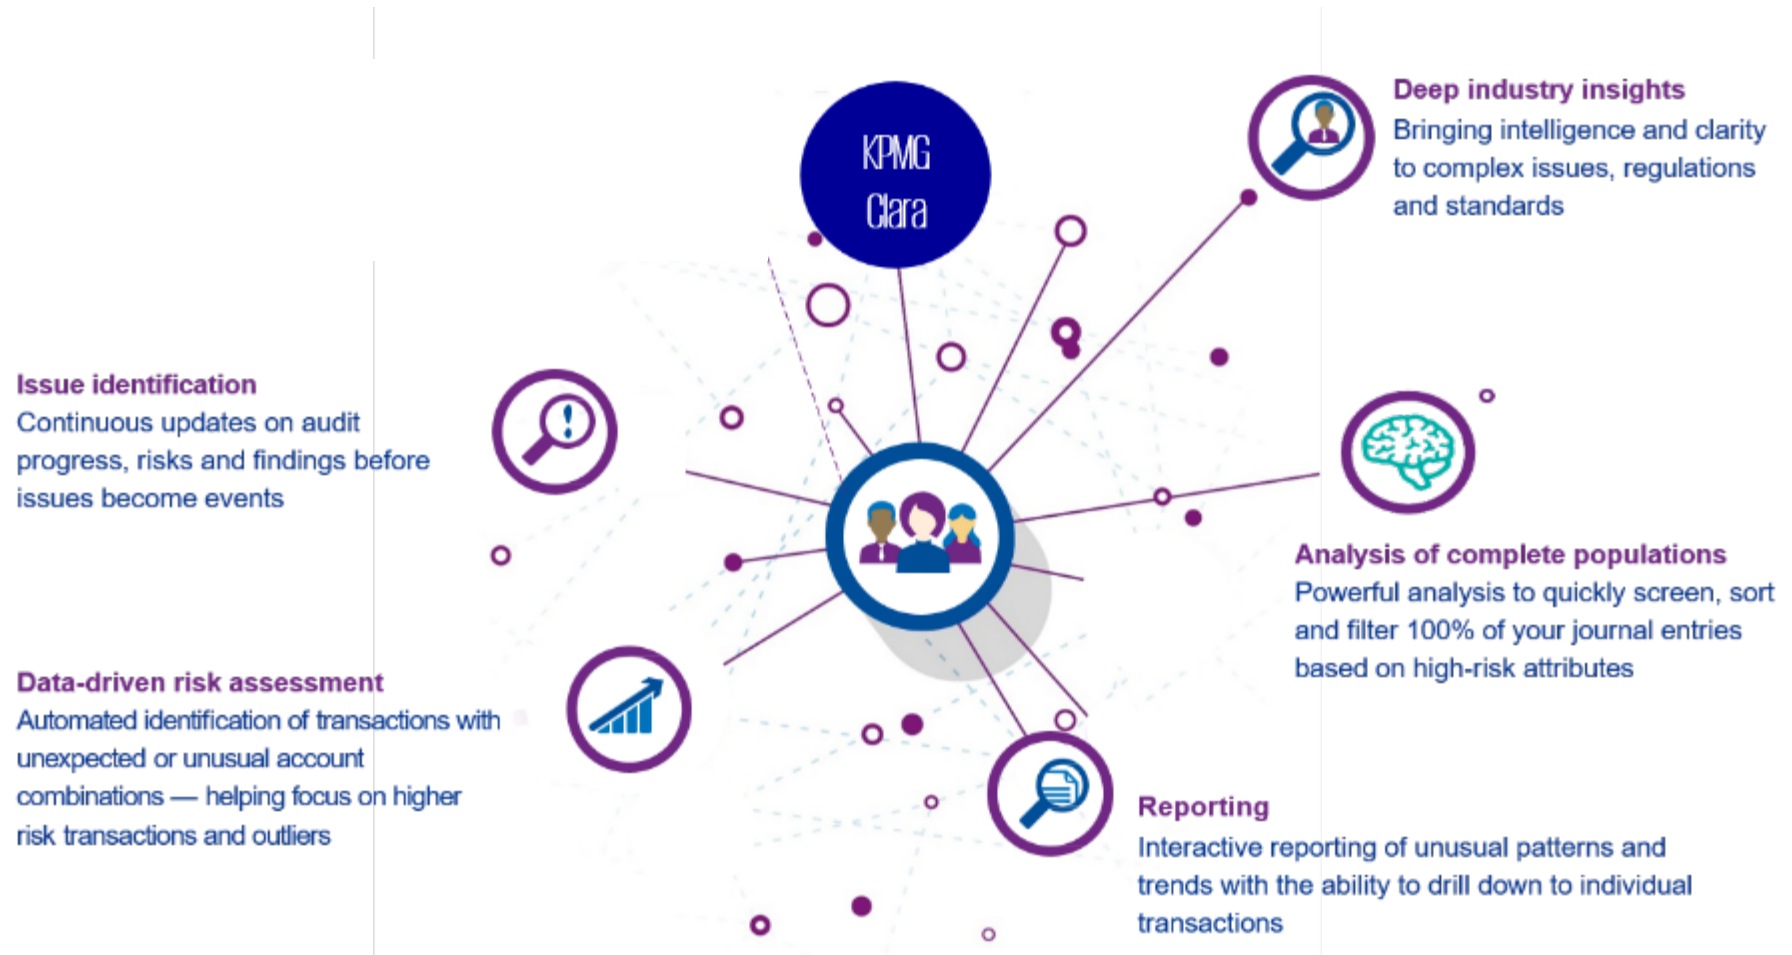 KPMG
Clara
Deep industry insights
Bringing intelligence and clarity
to complex issues, regulations
and standards
Issue identification
Continuous updates on audit
progress, risks and findings before
issues become events
Analysis of complete populations
Powerful analysis to quickly screen, sort
and filter 100% of your journal entries
based on high-risk attributes
Data-driven risk assessment
Automated identification of transactions with
unexpected or unusual account
combinations — helping focus on higher
risk transactions and outliers
Reporting
Interactive reporting of unusual patterns and
trends with the ability to drill down to individual
transactions